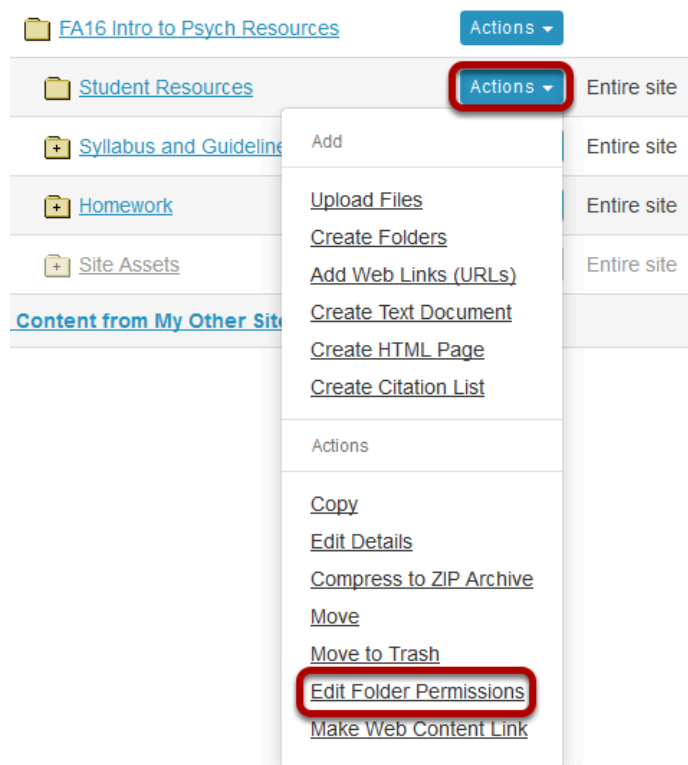 FA16 Intro to Psych Resources Actions
Student Resources Actions Entire site
Syllabus and Guideline Entire site
Homework Entire site
Site Assets Entire site
Content from My Other Site
Add
Upload Files
Create Folders
Add Web Links (URLs)
Create Text Document
Create HTML Page
Create Citation List
Actions
Copy
Edit Details
Compress to ZIP Archive
Move
Move to Trash
Edit Folder Permissions
Make Web Content Link